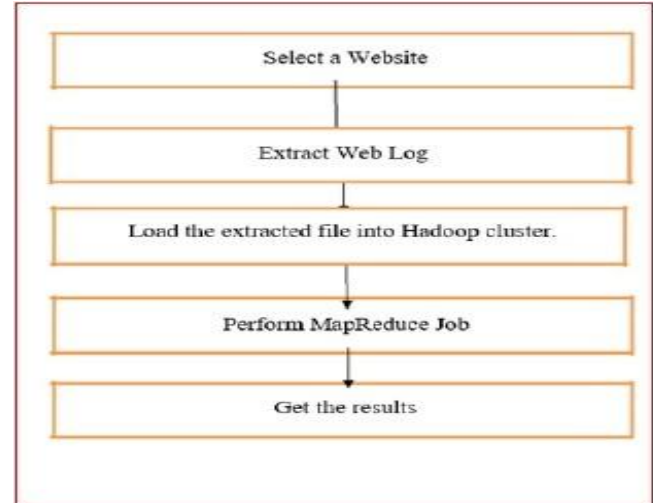 Select a Website
Extract Web Log
Load the extracted file into Hadoop cluster.
Perform MapReduce Job
Get the results